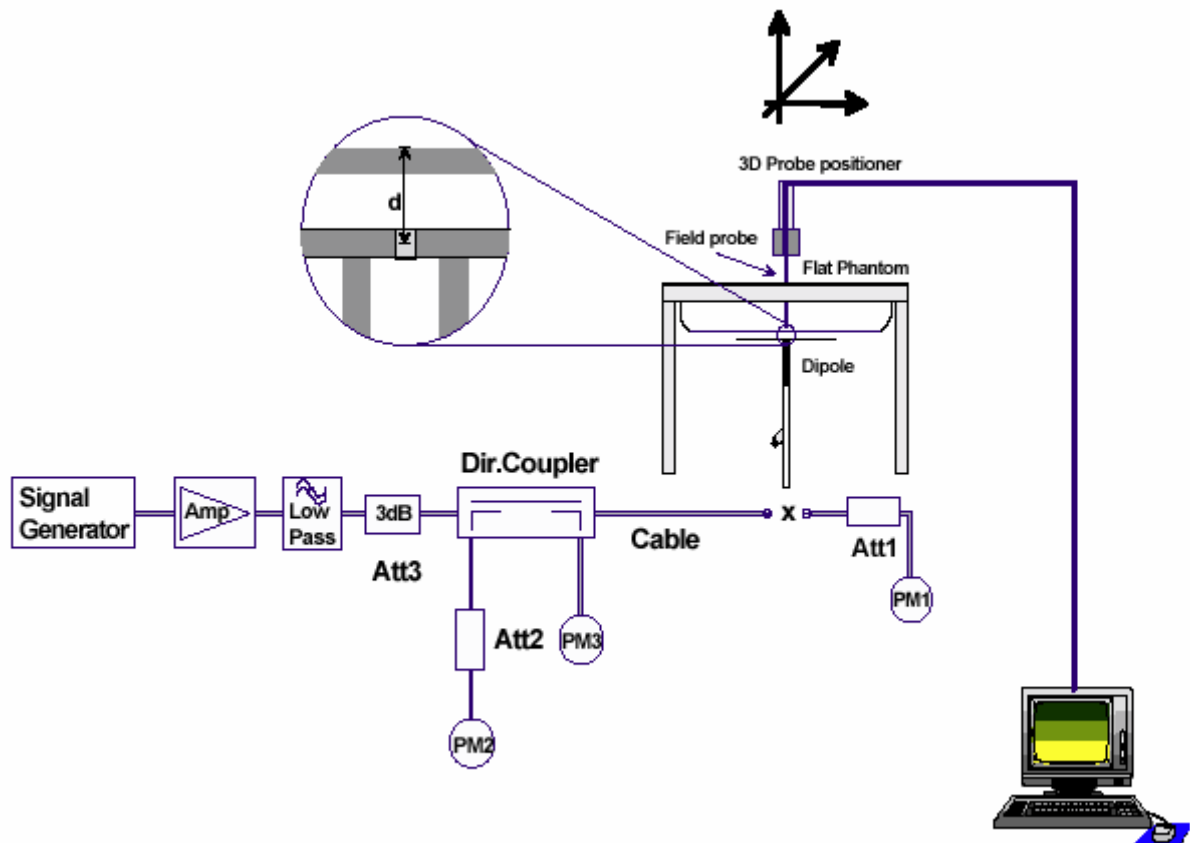 3D Probe positioner
d
Field probe
Flat Phantom
Dipole
Dir.Coupler
Signal
Generator
Amp
Low
Pass
3dB
Att3
Cable
x
Att1
PM1
Att2
PM3
PM2